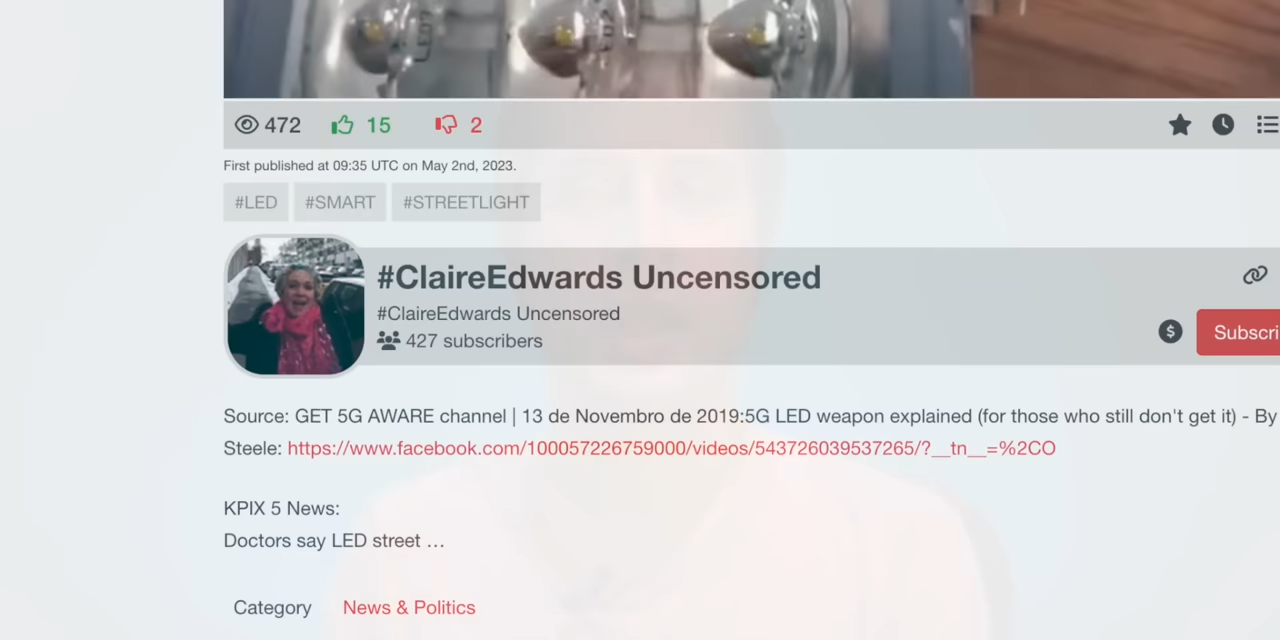 472 15 2
First published at 09:35 UTC on May 2nd, 2023.
#LED #SMART #STREETLIGHT
#ClaireEdwards Uncensored
#ClaireEdwards Uncensored
427 subscribers
Subscri
Source: GET 5G AWARE channel | 13 de Novembro de 2019:5G LED weapon explained (for those who still don't get it) - By
Steele: https://www.facebook.com/100057226759000/videos/543726039537265/?__tn__=%2CO
KPIX 5 News:
Doctors say LED street …
Category News & Politics